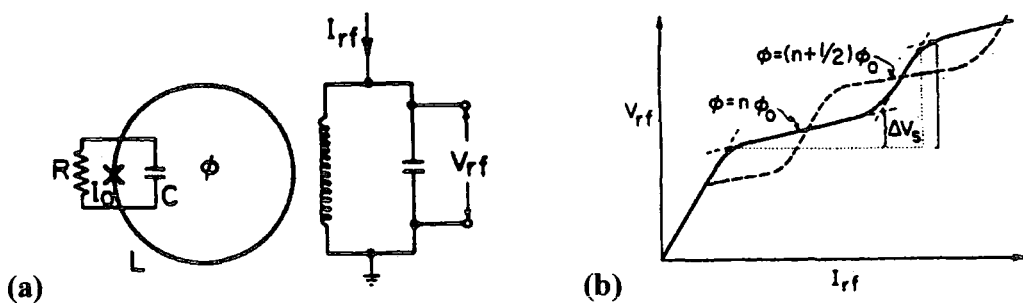 I_rf
R
I_0
C
ϕ
V_rf
L
(a)
V_rf
ϕ=(n+1/2)ϕ_0
ϕ=nϕ_0
ΔV_s
I_rf
(b)